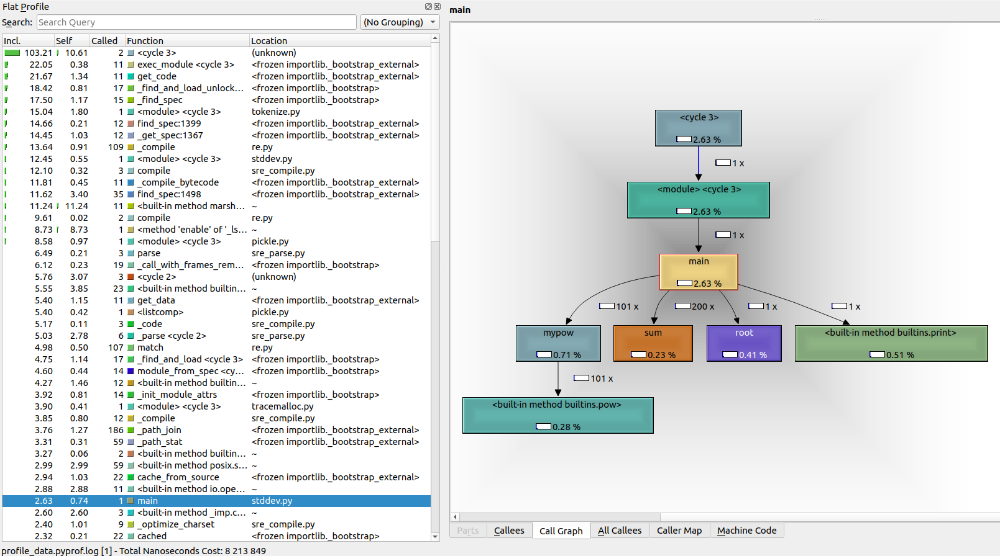 Flat Profile
Search: Search Query (No Grouping)
Incl. Self Called Function Location
103.21 10.61 2 <cycle 3> (unknown)
22.05 0.38 11 exec_module <cycle 3> <frozen importlib._bootstrap_external>
21.67 1.34 11 get_code <frozen importlib._bootstrap_external>
18.42 0.81 17 _find_and_load_unlock... <frozen importlib._bootstrap>
17.50 1.17 15 _find_spec <frozen importlib._bootstrap>
15.04 1.80 1 <module> <cycle 3> tokenize.py
14.66 0.21 12 find_spec:1399 <frozen importlib._bootstrap_external>
14.45 1.03 12 _get_spec:1367 <frozen importlib._bootstrap_external>
13.64 0.91 109 _compile re.py
12.45 0.55 1 <module> <cycle 3> stddev.py
12.10 0.32 3 compile sre_compile.py
11.81 0.45 11 _compile_bytecode <frozen importlib._bootstrap_external>
11.62 3.40 35 find_spec:1498 <frozen importlib._bootstrap_external>
11.24 11.24 11 <built-in method marsh... ~
9.61 0.02 2 compile re.py
8.73 8.73 1 <method 'enable' of '_ls... ~
8.58 0.97 1 <module> <cycle 3> pickle.py
6.49 0.21 3 parse sre_parse.py
6.12 0.23 19 _call_with_frames_rem... <frozen importlib._bootstrap>
5.76 3.07 3 <cycle 2> (unknown)
5.55 3.85 23 <built-in method builtin... ~
5.40 1.15 11 get_data <frozen importlib._bootstrap_external>
5.40 0.42 1 <listcomp> pickle.py
5.17 0.11 3 _code sre_compile.py
5.03 2.78 6 _parse <cycle 2> sre_parse.py
4.98 0.50 107 match re.py
4.75 1.14 17 _find_and_load <cycle 3> <frozen importlib._bootstrap>
4.60 0.44 14 module_from_spec <cy... <frozen importlib._bootstrap>
4.27 1.46 12 <built-in method builtin... ~
3.92 0.81 14 _init_module_attrs <frozen importlib._bootstrap>
3.90 0.41 1 <module> <cycle 3> tracemalloc.py
3.85 0.80 12 _compile sre_compile.py
3.76 1.27 186 _path_join <frozen importlib._bootstrap_external>
3.31 0.31 59 _path_stat <frozen importlib._bootstrap_external>
3.27 0.06 2 <built-in method builtin... ~
2.99 2.99 59 <built-in method posix.s... ~
2.94 1.03 22 cache_from_source <frozen importlib._bootstrap_external>
2.88 2.88 11 <built-in method io.ope... ~
2.63 0.74 1 main stddev.py
2.60 2.60 3 <built-in method _imp.c... ~
2.40 1.01 9 _optimize_charset sre_compile.py
2.32 0.21 22 cached <frozen importlib._bootstrap>
profile_data.pyprof.log [1] - Total Nanoseconds Cost: 8 213 849
main
<cycle 3>
2.63 %
1 x
<module> <cycle 3>
2.63 %
1 x
main
2.63 %
101 x 200 x 1 x 1 x
mypow sum root <built-in method builtins.print>
0.71 % 0.23 % 0.41 % 0.51 %
101 x
<built-in method builtins.pow>
0.28 %
Parts Callees Call Graph All Callees Caller Map Machine Code